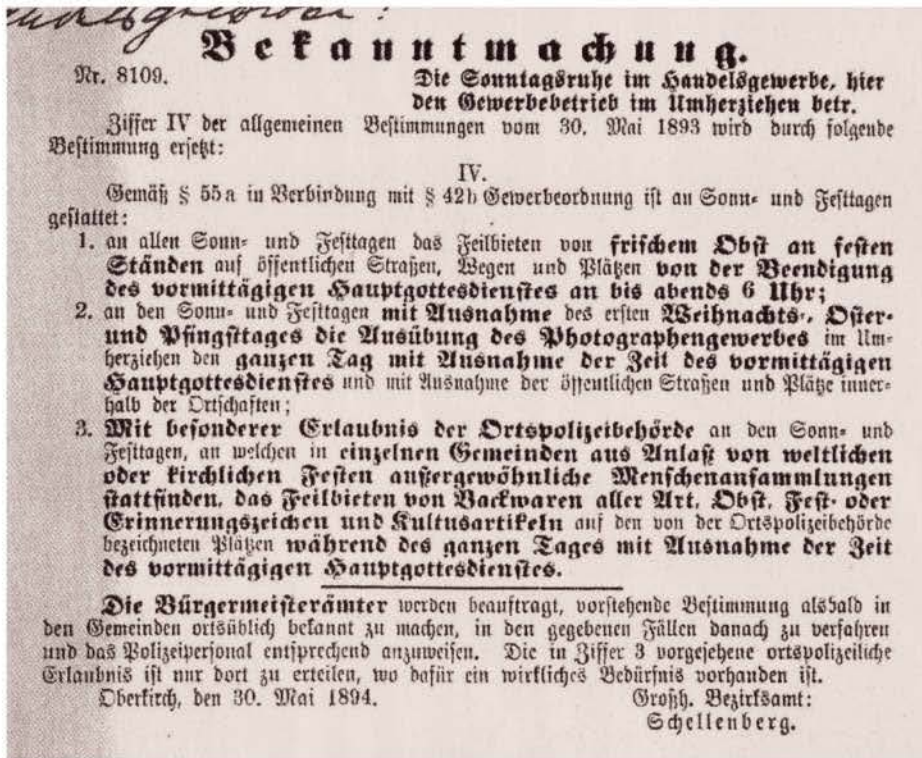 Bekanntmachung.
Nr. 8109.
Die Sonntagsruhe im Handelsgewerbe, hier
den Gewerbebetrieb im Umherziehen betr.
Ziffer IV der allgemeinen Bestimmungen vom 30. Mai 1893 wird durch folgende
Bestimmung ersetzt:
IV.
Gemäß § 55a in Verbindung mit § 42b Gewerbeordnung ist an Sonn- und Festtagen
gestattet:
1. an allen Sonn- und Festtagen das Feilbieten von frischem Obst an festen
Ständen auf öffentlichen Straßen, Wegen und Plätzen von der Beendigung
des vormittägigen Hauptgottesdienstes an bis abends 6 Uhr;
2. an den Sonn- und Festtagen mit Ausnahme des ersten Weihnachts-, Oster-
und Pfingsttages die Ausübung des Photographengewerbes im Um-
herziehen den ganzen Tag mit Ausnahme der Zeit des vormittägigen
Hauptgottesdienstes und mit Ausnahme der öffentlichen Straßen und Plätze inner-
halb der Ortschaften;
3. Mit besonderer Erlaubnis der Ortspolizeibehörde an den Sonn- und
Festtagen, an welchen in einzelnen Gemeinden aus Anlaß von weltlichen
oder kirchlichen Festen außergewöhnliche Menschenansammlungen
stattfinden, das Feilbieten von Backwaren aller Art, Obst, Fest- oder
Erinnerungszeichen und Kultusartikeln auf den von der Ortspolizeibehörde
bezeichneten Plätzen während des ganzen Tages mit Ausnahme der Zeit
des vormittägigen Hauptgottesdienstes.
Die Bürgermeisterämter werden beauftragt, vorstehende Bestimmung alsbald in
den Gemeinden ortsüblich bekannt zu machen, in den gegebenen Fällen danach zu verfahren
und das Polizeipersonal entsprechend anzuweisen. Die in Ziffer 3 vorgesehene ortspolizeiliche
Erlaubnis ist nur dort zu erteilen, wo dafür ein wirkliches Bedürfnis vorhanden ist.
Oberkirch, den 30. Mai 1894.
Großh. Bezirksamt:
Schellenberg.